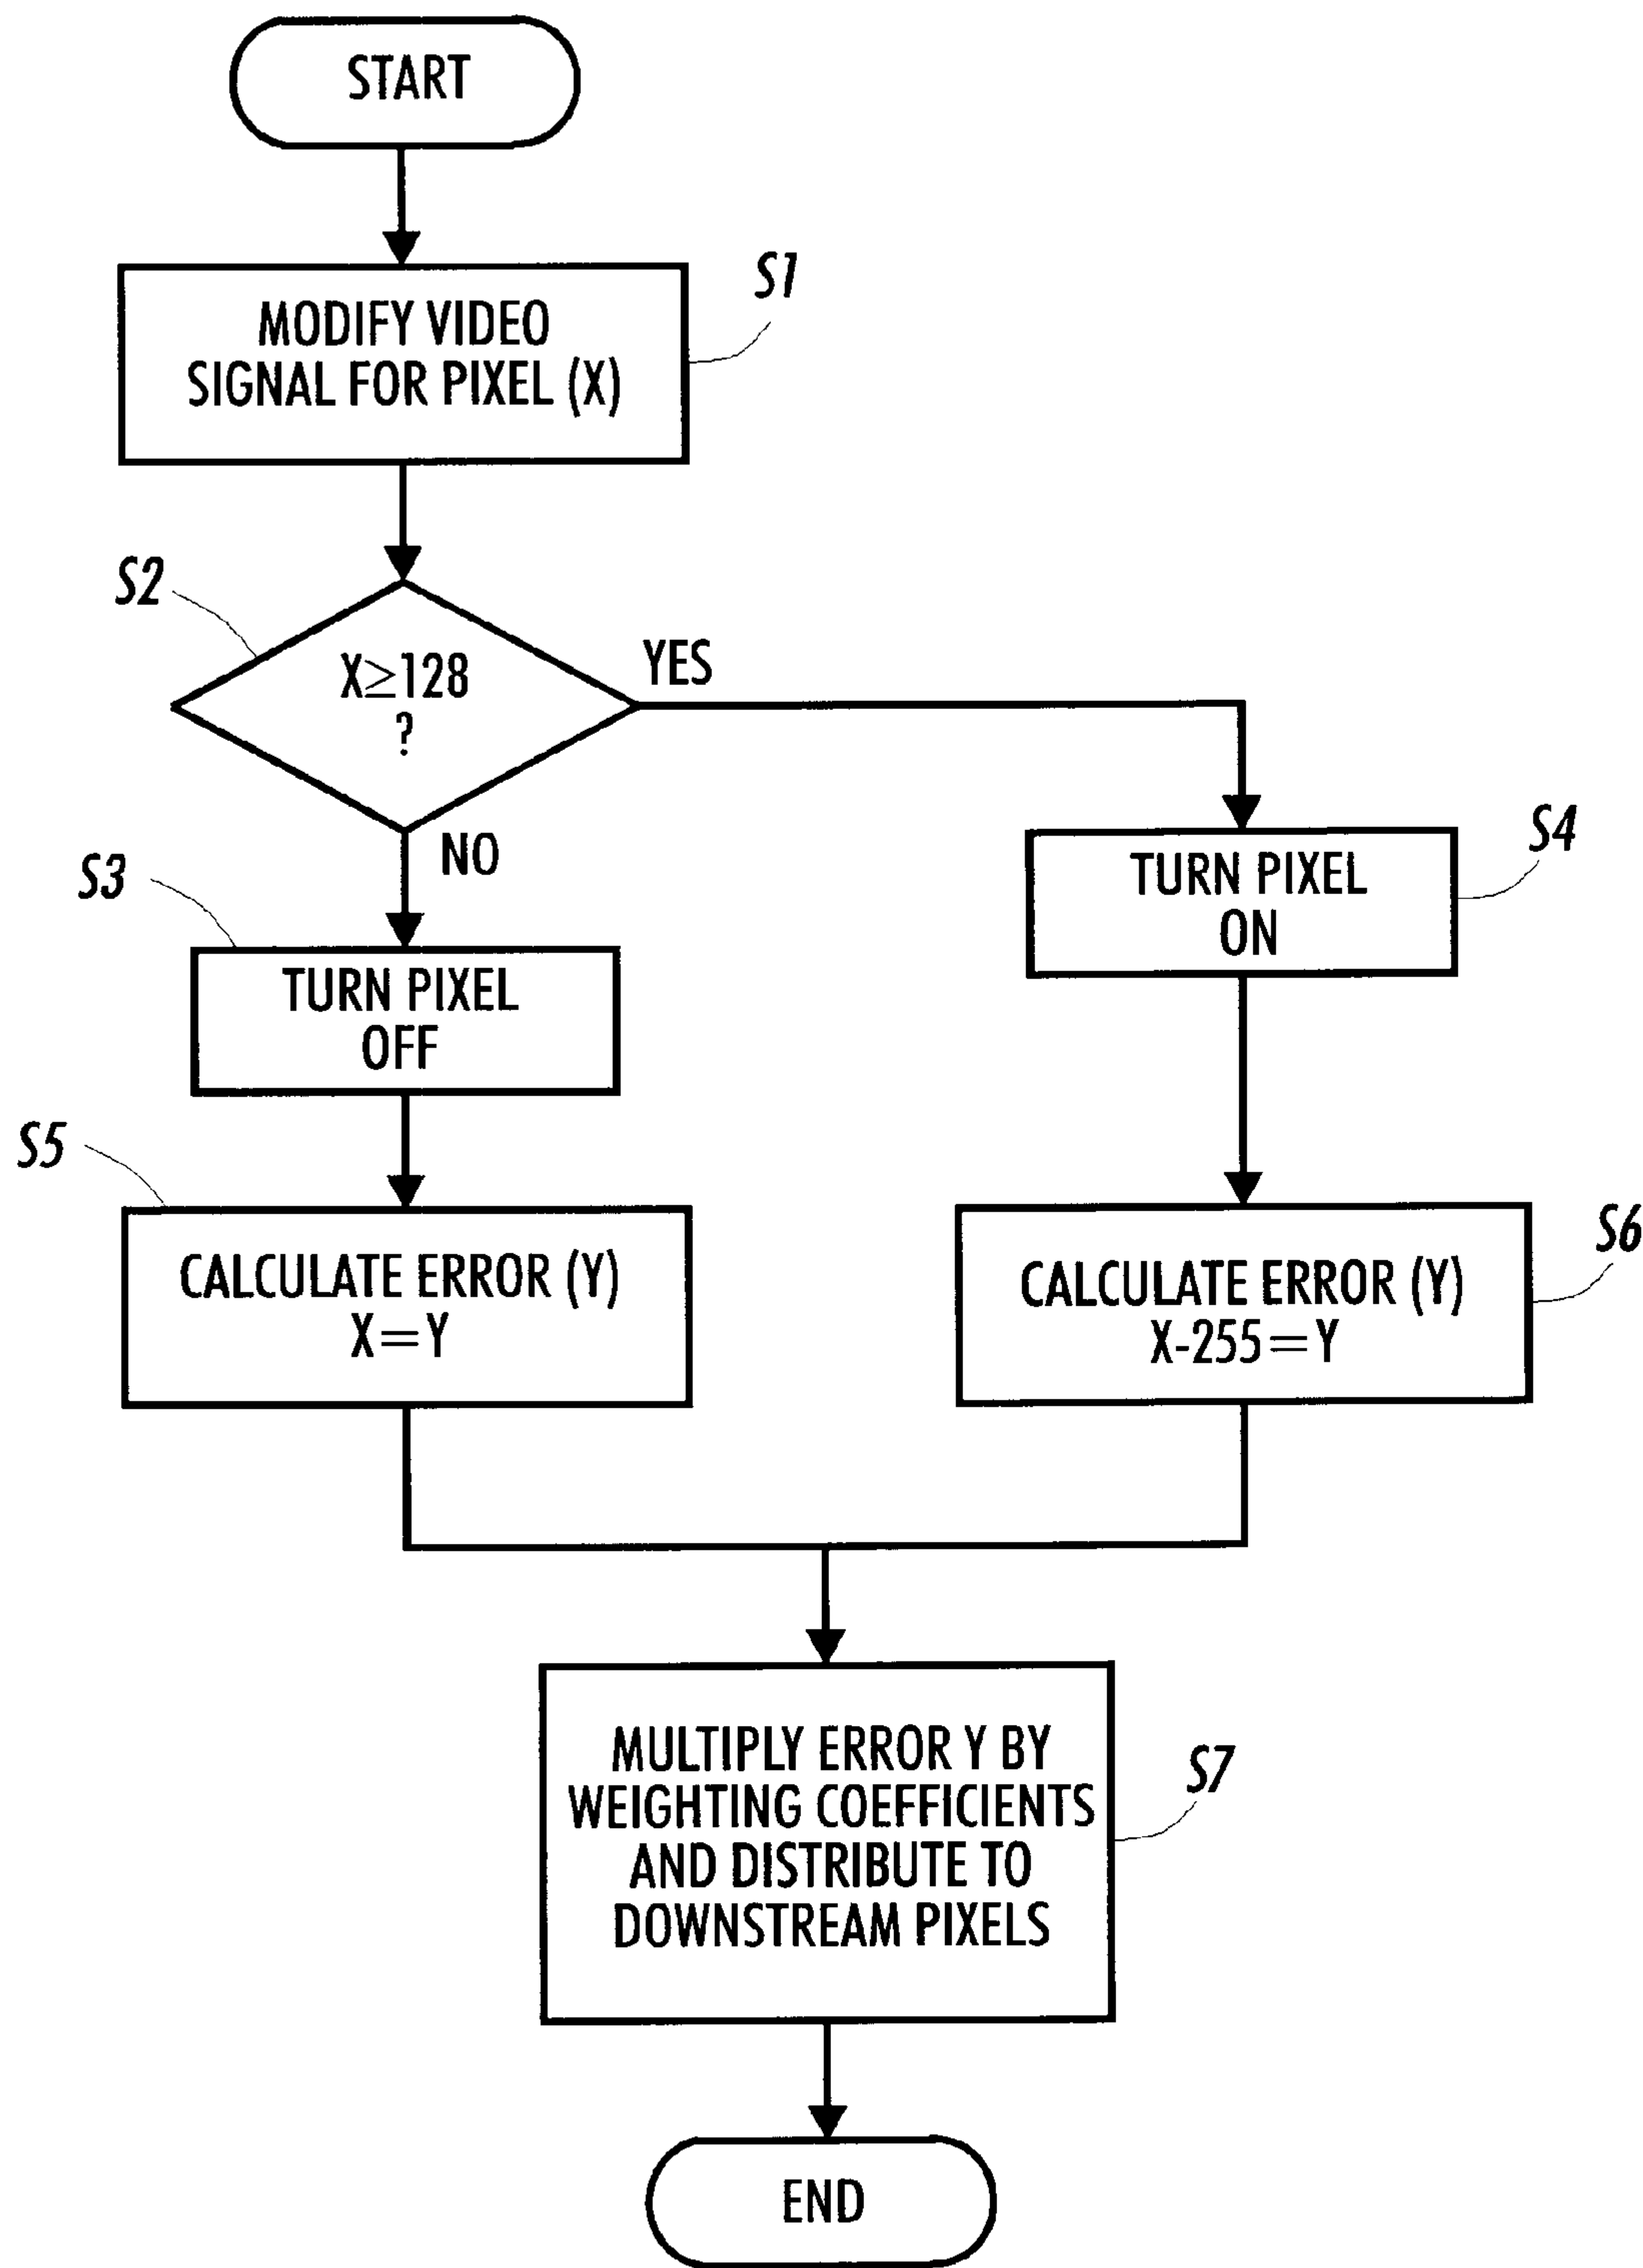 START
S1
MODIFY VIDEO
SIGNAL FOR PIXEL (X)
S2
X≥128
?
YES
NO
S3
TURN PIXEL
OFF
S4
TURN PIXEL
ON
S5
CALCULATE ERROR (Y)
X=Y
S6
CALCULATE ERROR (Y)
X-255=Y
MULTIPLY ERROR Y BY
WEIGHTING COEFFICIENTS
AND DISTRIBUTE TO
DOWNSTREAM PIXELS
S7
END